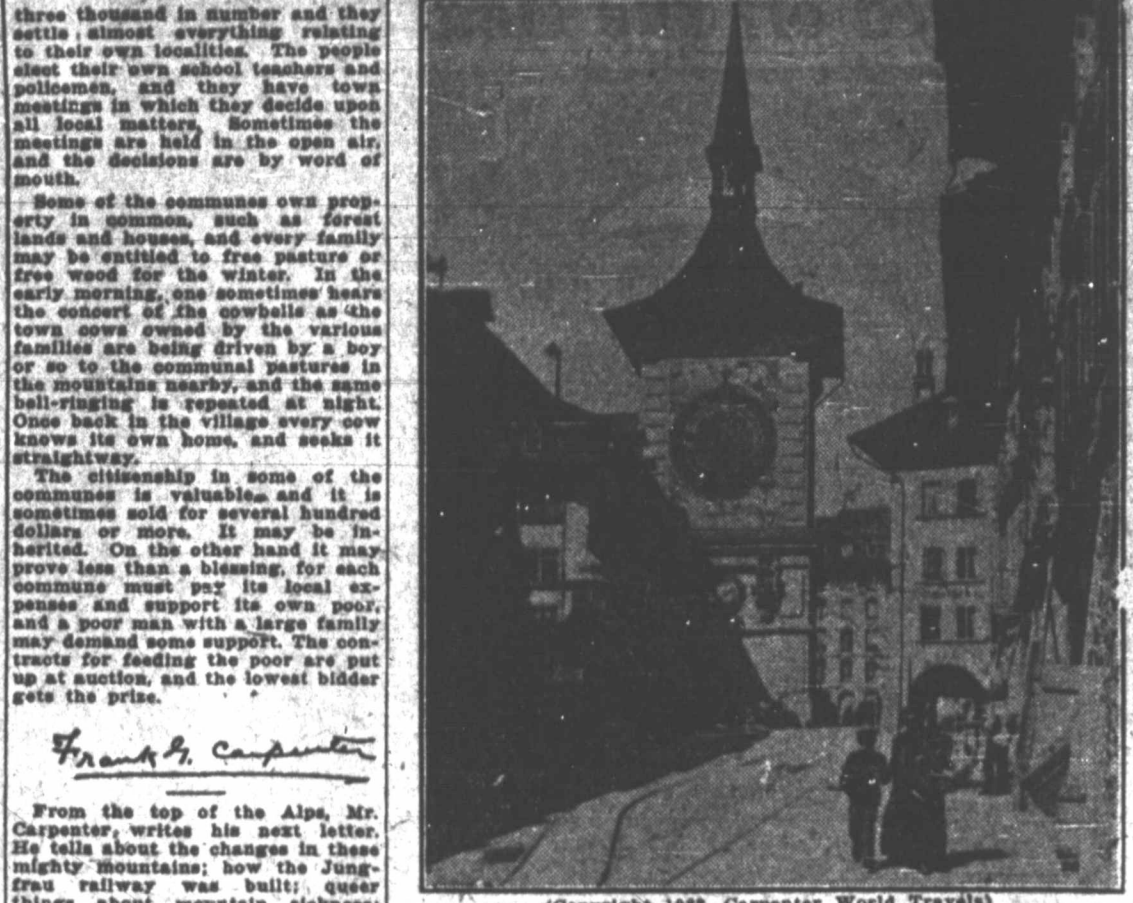 three thousand in number and they
settle almost everything relating
to their own localities. The people
elect their own school teachers and
policemen, and they have town
meetings in which they decide upon
all local matters. Sometimes the
meetings are held in the open air,
and the decisions are by word of
mouth.
Some of the communes own prop-
erty in common, such as forest
lands and houses, and every family
may be entitled to free pasture or
free wood for the winter. In the
early morning, one sometimes hears
the concert of the cowbells as the
town cows owned by the various
families are being driven by a boy
or so to the communal pastures in
the mountains nearby, and the same
bell-ringing is repeated at night.
Once back in the village every cow
knows its own home, and seeks it
straightway.
The citizenship in some of the
communes is valuable, and it is
sometimes sold for several hundred
dollars or more. It may be in-
herited. On the other hand it may
prove less than a blessing, for each
commune must pay its local ex-
penses and support its own poor,
and a poor man with a large family
may demand some support. The con-
tracts for feeding the poor are put
up at auction, and the lowest bidder
gets the prize.
Frank G. Carpenter
From the top of the Alps, Mr.
Carpenter, writes his next letter.
He tells about the changes in these
mighty mountains; how the Jung-
frau railway was built; queer
things about mountain sickness;
(Copyright Carpenter World Travels)